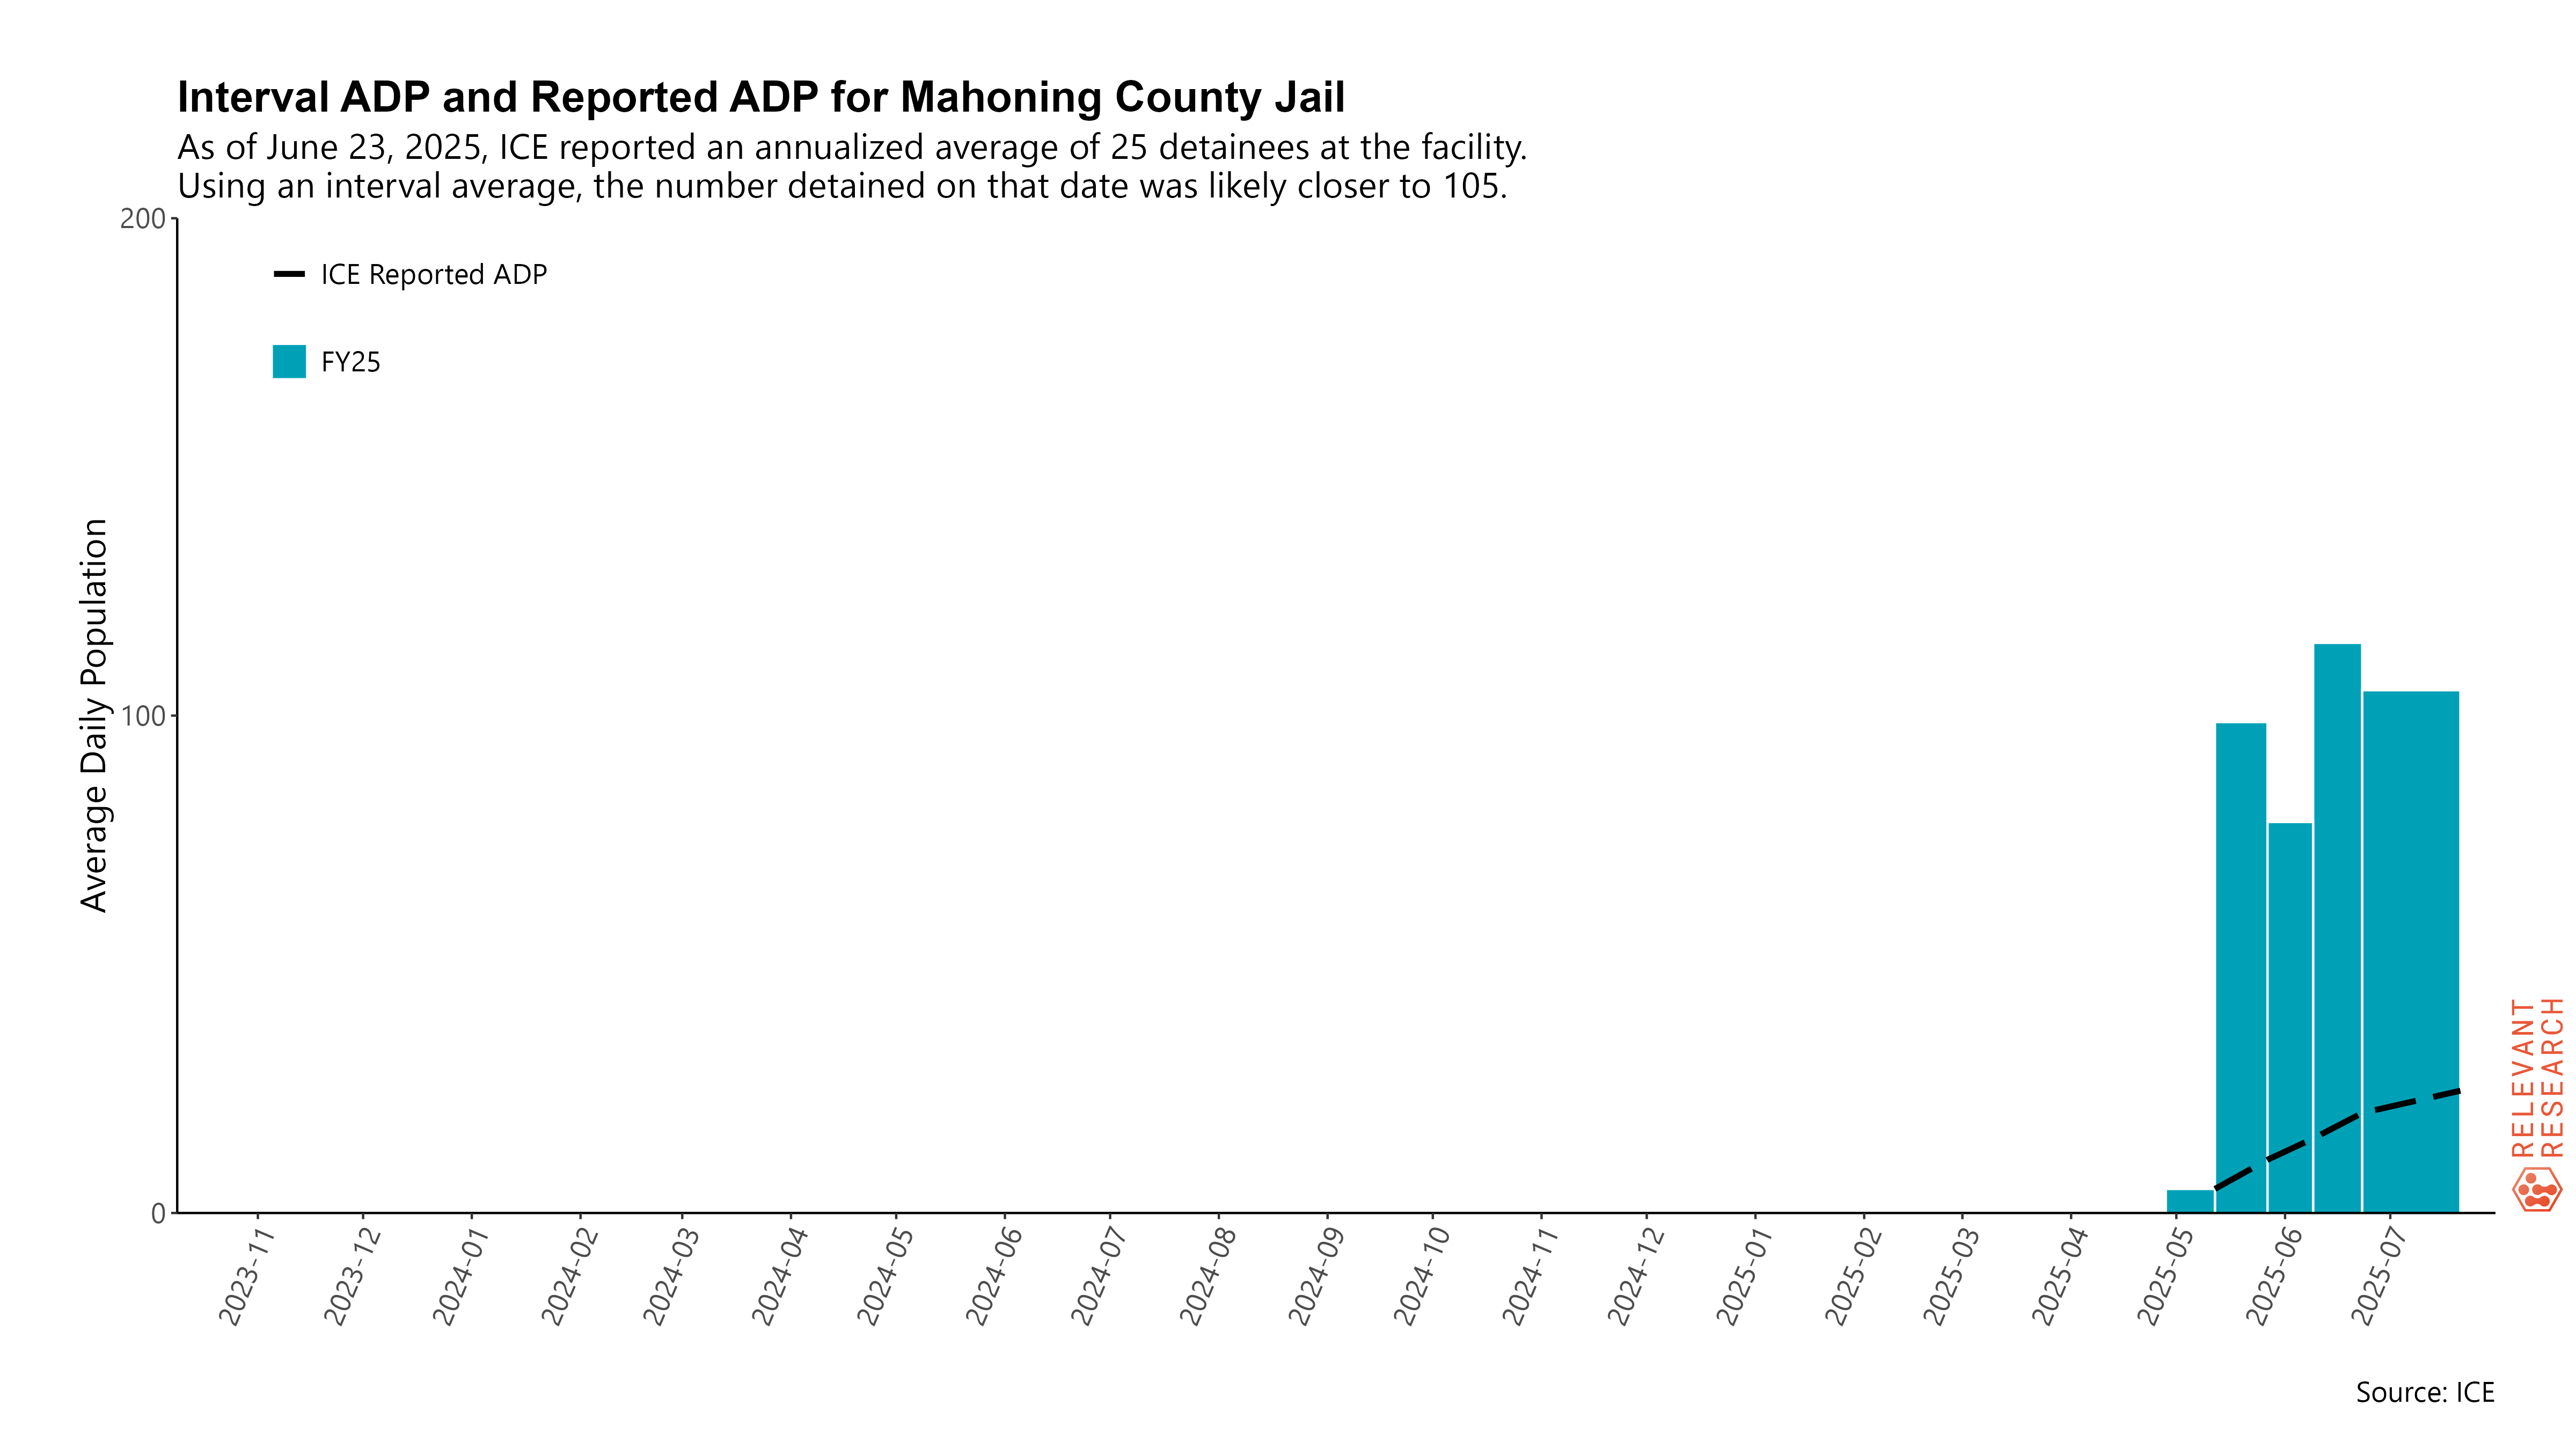 Interval ADP and Reported ADP for Mahoning County Jail
As of June 23, 2025, ICE reported an annualized average of 25 detainees at the facility.
Using an interval average, the number detained on that date was likely closer to 105.
200
ICE Reported ADP
FY25
Average Daily Population
100
0
2023-11
2023-12
2024-01
2024-02
2024-03
2024-04
2024-05
2024-06
2024-07
2024-08
2024-09
2024-10
2024-11
2024-12
2025-01
2025-02
2025-03
2025-04
2025-05
2025-06
2025-07
RELEVANT
RESEARCH
Source: ICE